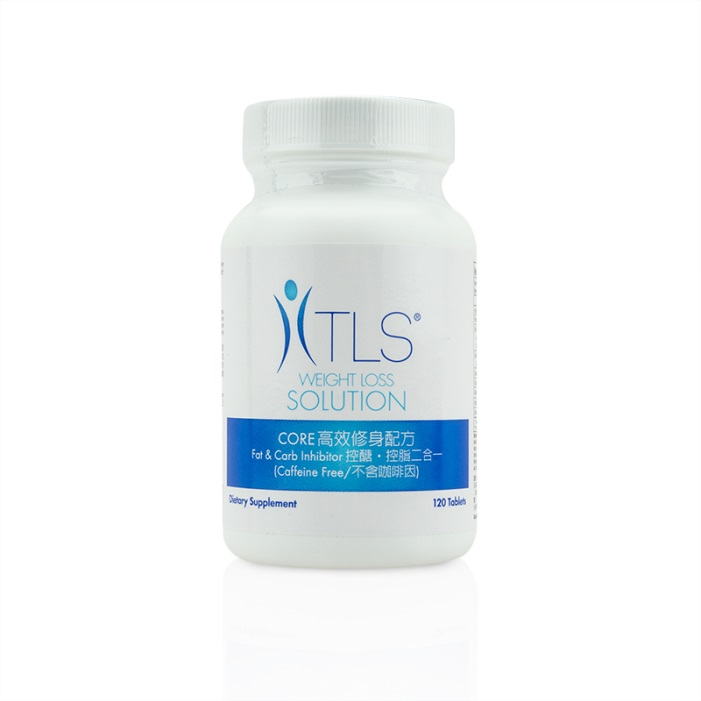 TLS®
WEIGHT LOSS
SOLUTION
CORE 高效修身配方
Fat & Carb Inhibitor 控醣・控脂二合一
(Caffeine Free/不含咖啡因)
Dietary Supplement
120 Tablets